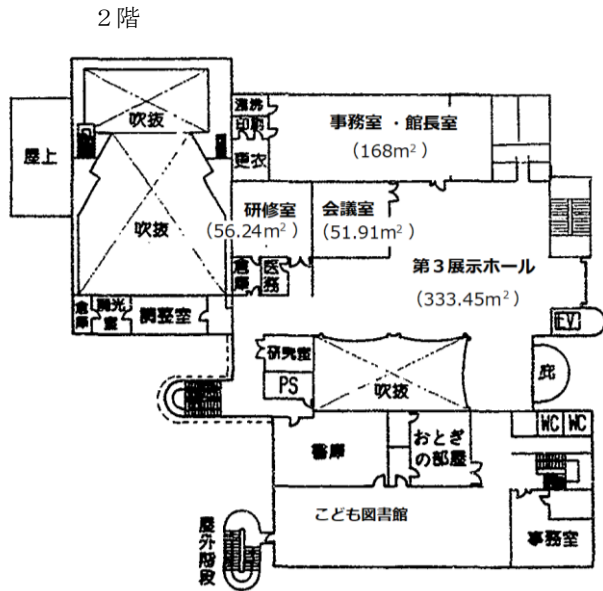 ２階
湯沸
印刷
事務室・館長室
（168m²）
吹抜
更衣
屋上
研修室
（56.24m²）
会議室
（51.91m²）
吹抜
第３展示ホール
（333.45m²）
倉庫
医務
倉庫
調光室
調整室
EV
研究室
PS
吹抜
庇
書庫
おとぎの部屋
WC
WC
こども図書館
屋外階段
事務室